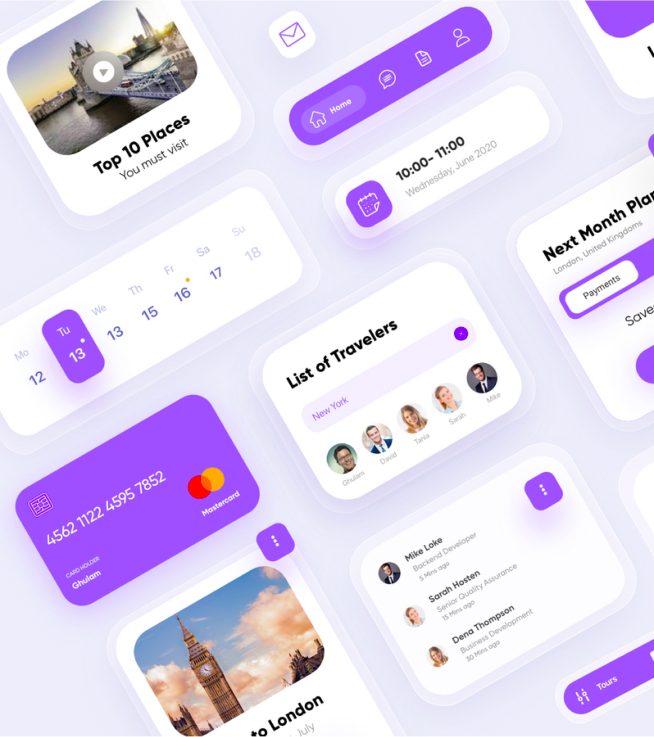 Top 10 Places
You must visit
Home
10:00- 11:00
Wednesday, June 2020
Mo
Tu
We
Th
Fr
Sa
Su
12
13
13
15
16
17
18
Next Month Plan
London, United Kingdoms
Payments
Save
List of Travelers
New York
Ghulam
David
Tania
Sarah
Mike
4562 1122 4595 7852
CARD HOLDER
Ghulam
Mastercard
Mike Loke
Backend Developer
5 Mins ago
Sarah Hosten
Senior Quality Assurance
15 Mins ago
Dena Thompson
Business Development
30 Mins ago
to London
July
Tours